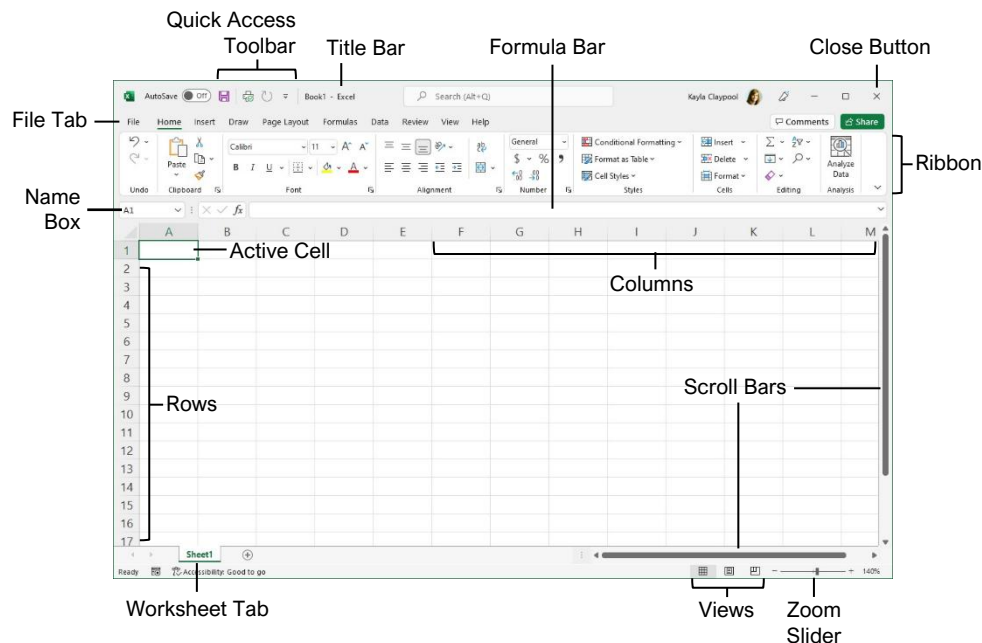 Quick Access
Toolbar
Title Bar
Formula Bar
Close Button
AutoSave Off
Book1 - Excel
Search (Alt+Q)
Kayla Claypool
File Tab
File Home Insert Draw Page Layout Formulas Data Review View Help
Comments Share
Paste
Calibri 11
B I U A
General
$ % 9
Conditional Formatting
Format as Table
Cell Styles
Insert
Delete
Format
Analyze
Data
Ribbon
Undo Clipboard Font Alignment Number Styles Cells Editing Analysis
Name
Box
A1 fx
A B C D E F G H I J K L M
1 Active Cell
2
Columns
3
4
5
6
7
8
Scroll Bars
9
Rows
10
11
12
13
14
15
16
17
Sheet1
Ready Accessibility: Good to go 140%
Worksheet Tab
Views
Zoom
Slider